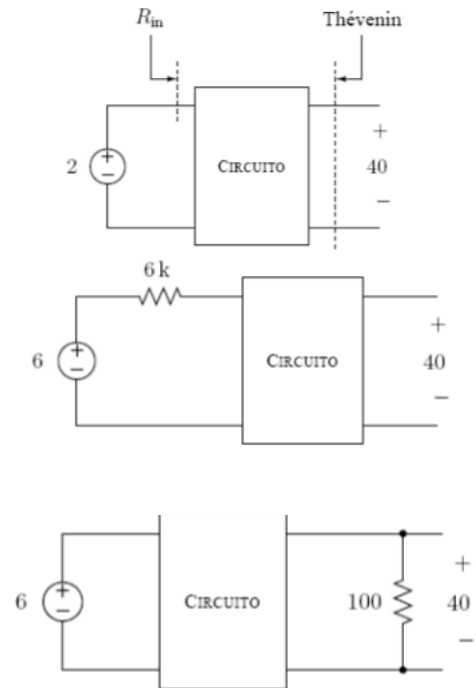 R_in Thévenin
+
2 + − CIRCUITO 40
−
6 k
+
6 + − CIRCUITO 40
−
+
6 + − CIRCUITO 100 40
−